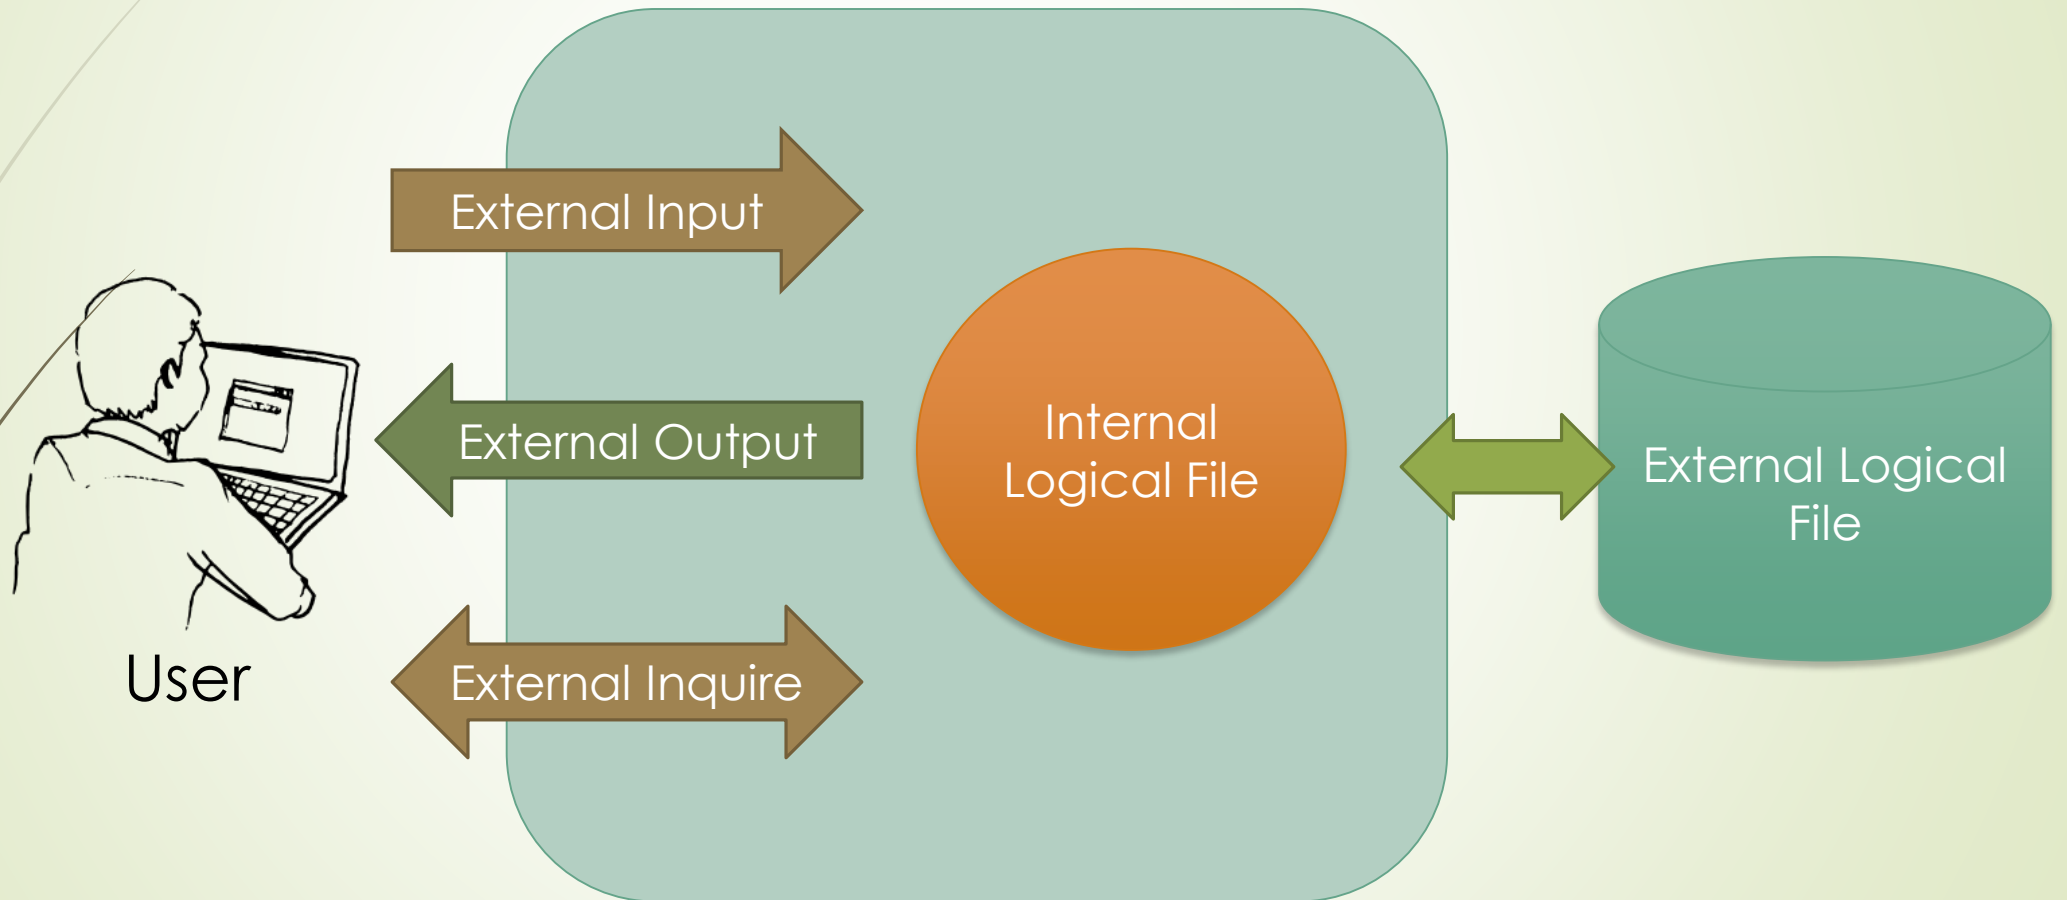 External Input
External Output
External Inquire
User
Internal
Logical File
External Logical
File